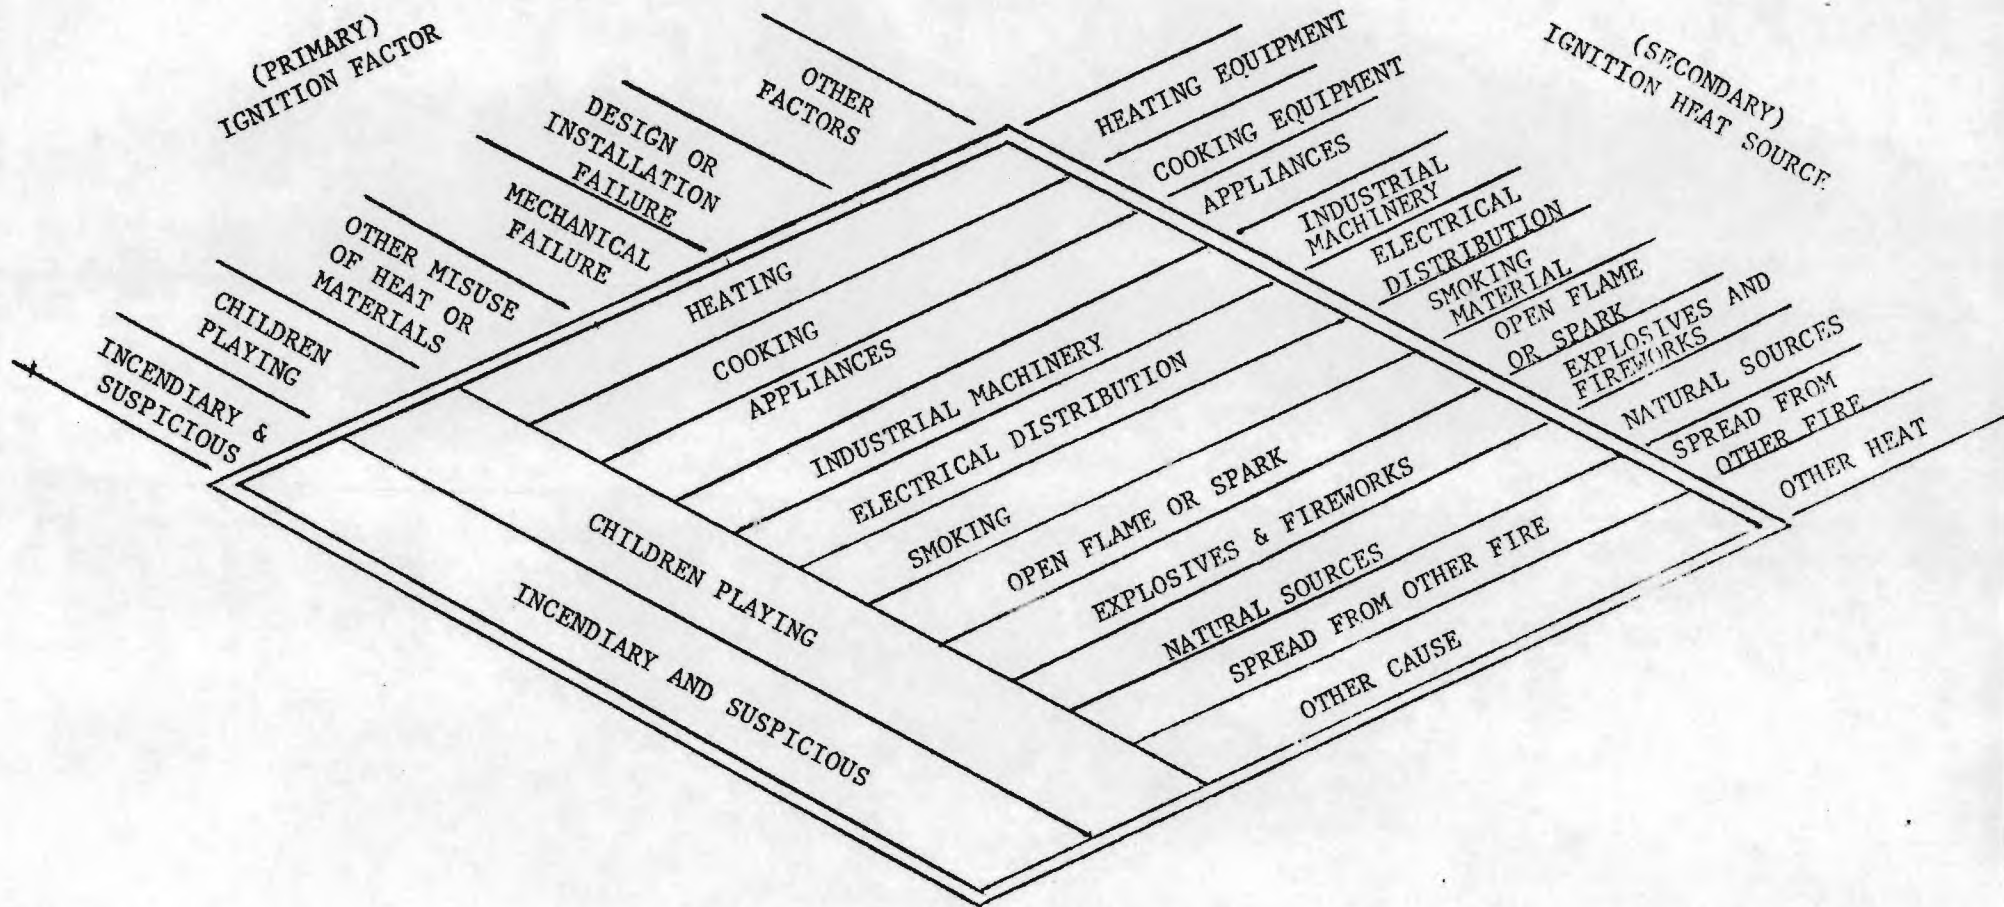 (PRIMARY)
IGNITION FACTOR
INCENDIARY &
SUSPICIOUS
CHILDREN
PLAYING
OTHER MISUSE
OF HEAT OR
MATERIALS
MECHANICAL
FAILURE
DESIGN OR
INSTALLATION
FAILURE
OTHER
FACTORS
(SECONDARY)
IGNITION HEAT SOURCE
HEATING EQUIPMENT
COOKING EQUIPMENT
APPLIANCES
INDUSTRIAL
MACHINERY
ELECTRICAL
DISTRIBUTION
SMOKING
MATERIAL
OPEN FLAME
OR SPARK
EXPLOSIVES AND
FIREWORKS
NATURAL SOURCES
SPREAD FROM
OTHER FIRE
OTHER HEAT
HEATING
COOKING
APPLIANCES
INDUSTRIAL MACHINERY
ELECTRICAL DISTRIBUTION
SMOKING
OPEN FLAME OR SPARK
EXPLOSIVES & FIREWORKS
NATURAL SOURCES
SPREAD FROM OTHER FIRE
OTHER CAUSE
CHILDREN PLAYING
INCENDIARY AND SUSPICIOUS